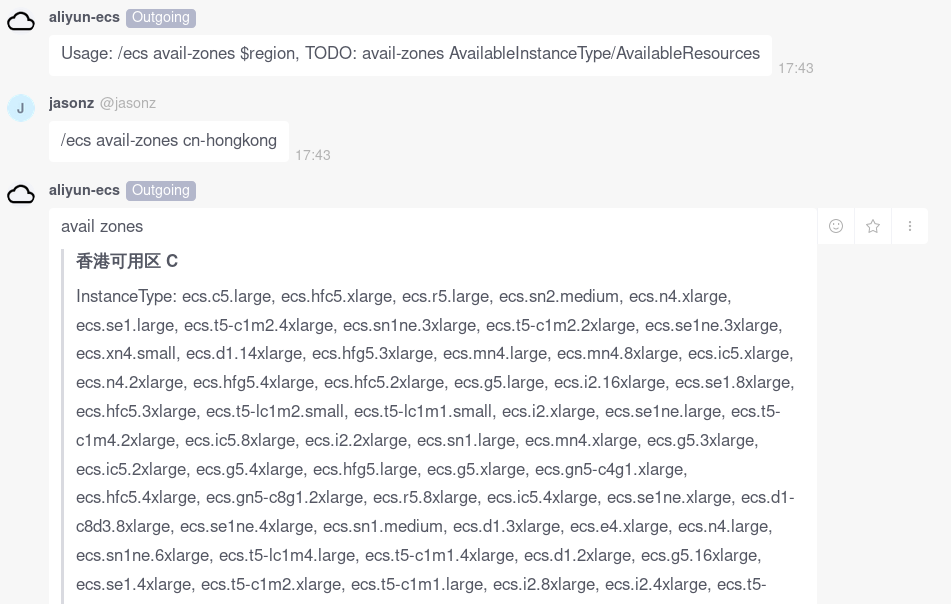 aliyun-ecs Outgoing
Usage: /ecs avail-zones $region, TODO: avail-zones AvailableInstanceType/AvailableResources
17:43
J
jasonz @jasonz
/ecs avail-zones cn-hongkong
17:43
aliyun-ecs Outgoing
avail zones
香港可用区 C
InstanceType: ecs.c5.large, ecs.hfc5.xlarge, ecs.r5.large, ecs.sn2.medium, ecs.n4.xlarge,
ecs.se1.large, ecs.t5-c1m2.4xlarge, ecs.sn1ne.3xlarge, ecs.t5-c1m2.2xlarge, ecs.se1ne.3xlarge,
ecs.xn4.small, ecs.d1.14xlarge, ecs.hfg5.3xlarge, ecs.mn4.large, ecs.mn4.8xlarge, ecs.ic5.xlarge,
ecs.n4.2xlarge, ecs.hfg5.4xlarge, ecs.hfc5.2xlarge, ecs.g5.large, ecs.i2.16xlarge, ecs.se1.8xlarge,
ecs.hfc5.3xlarge, ecs.t5-lc1m2.small, ecs.t5-lc1m1.small, ecs.i2.xlarge, ecs.se1ne.large, ecs.t5-
c1m4.2xlarge, ecs.ic5.8xlarge, ecs.i2.2xlarge, ecs.sn1.large, ecs.mn4.xlarge, ecs.g5.3xlarge,
ecs.ic5.2xlarge, ecs.g5.4xlarge, ecs.hfg5.large, ecs.g5.xlarge, ecs.gn5-c4g1.xlarge,
ecs.hfc5.4xlarge, ecs.gn5-c8g1.2xlarge, ecs.r5.8xlarge, ecs.ic5.4xlarge, ecs.se1ne.xlarge, ecs.d1-
c8d3.8xlarge, ecs.se1ne.4xlarge, ecs.sn1.medium, ecs.d1.3xlarge, ecs.e4.xlarge, ecs.n4.large,
ecs.sn1ne.6xlarge, ecs.t5-lc1m4.large, ecs.t5-c1m1.4xlarge, ecs.d1.2xlarge, ecs.g5.16xlarge,
ecs.se1.4xlarge, ecs.t5-c1m2.xlarge, ecs.t5-c1m1.large, ecs.i2.8xlarge, ecs.i2.4xlarge, ecs.t5-